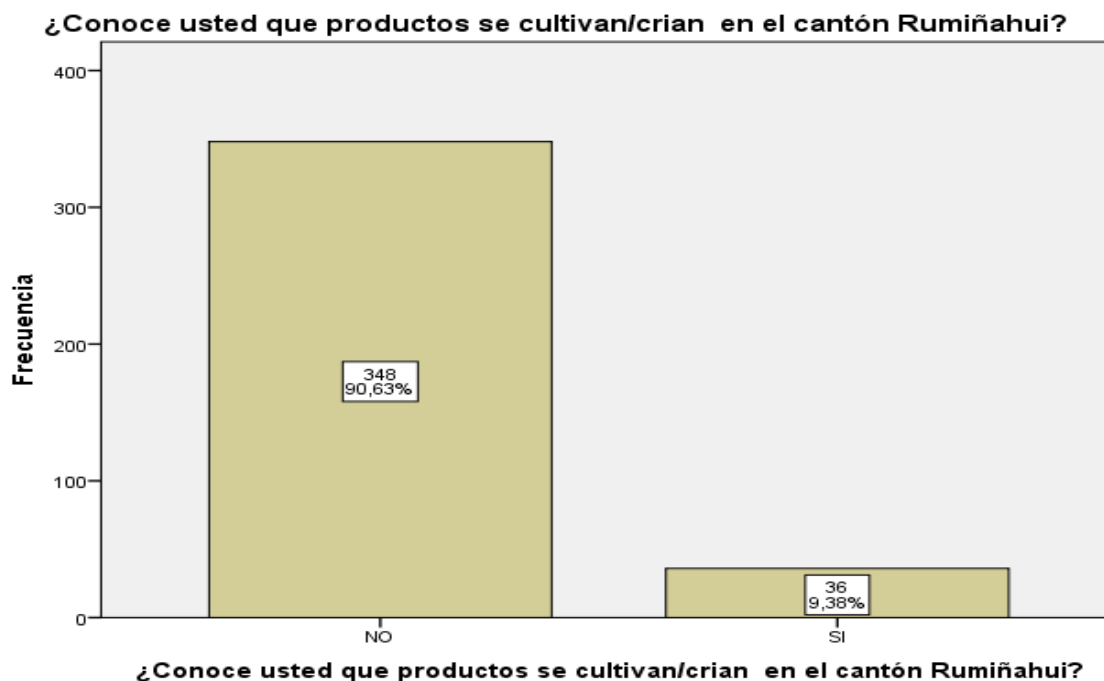 ¿Conoce usted que productos se cultivan/crian en el cantón Rumiñahui?
400
300
200
100
0
Frecuencia
348
90,63%
36
9,38%
NO
SI
¿Conoce usted que productos se cultivan/crian en el cantón Rumiñahui?